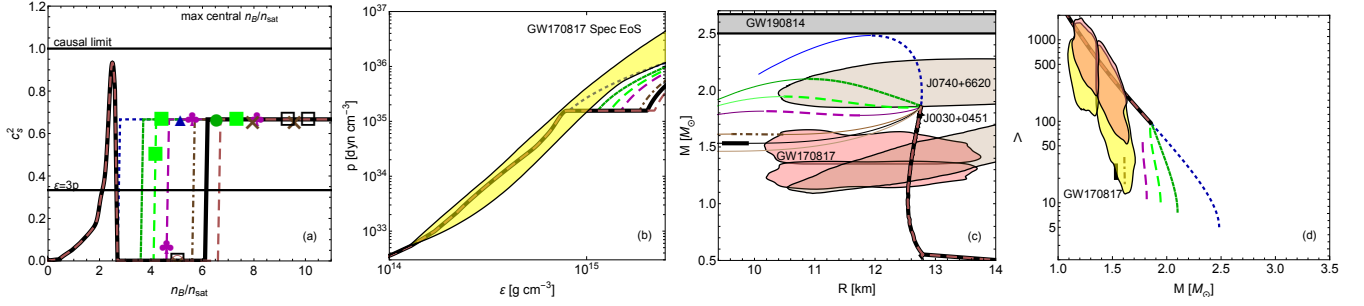 max central n_B/n_sat
causal limit
ε=3p
(a)
1.2
1.0
0.8
0.6
0.4
0.2
0.0
0 2 4 6 8 10
n_B/n_sat
c_s^2
GW170817 Spec EoS
(b)
10^37
10^36
10^35
10^34
10^33
10^14 10^15
ε [g cm^-3]
p [dyn cm^-3]
GW190814
J0740+6620
J0030+0451
GW170817
(c)
2.5
2.0
1.5
1.0
0.5
10 11 12 13 14
R [km]
M [M⊙]
GW170817
(d)
1000
500
100
50
10
5
1.0 1.5 2.0 2.5 3.0 3.5
M [M⊙]
Λ